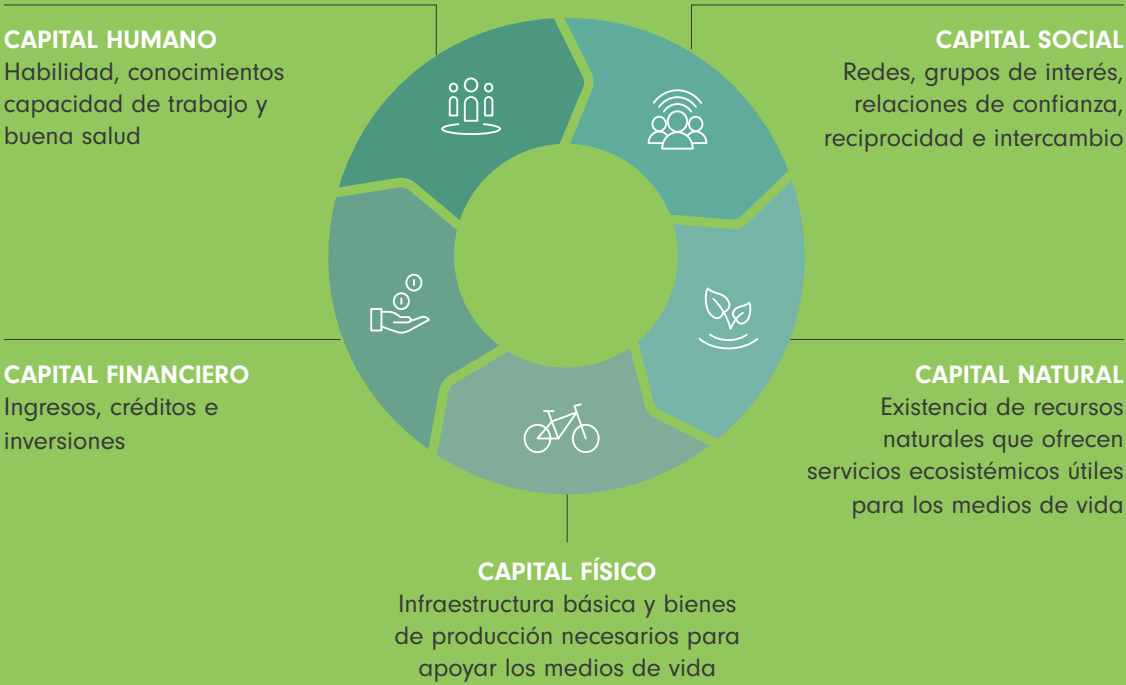 CAPITAL HUMANO
Habilidad, conocimientos
capacidad de trabajo y
buena salud
CAPITAL SOCIAL
Redes, grupos de interés,
relaciones de confianza,
reciprocidad e intercambio
CAPITAL FINANCIERO
Ingresos, créditos e
inversiones
CAPITAL NATURAL
Existencia de recursos
naturales que ofrecen
servicios ecosistémicos útiles
para los medios de vida
CAPITAL FÍSICO
Infraestructura básica y bienes
de producción necesarios para
apoyar los medios de vida